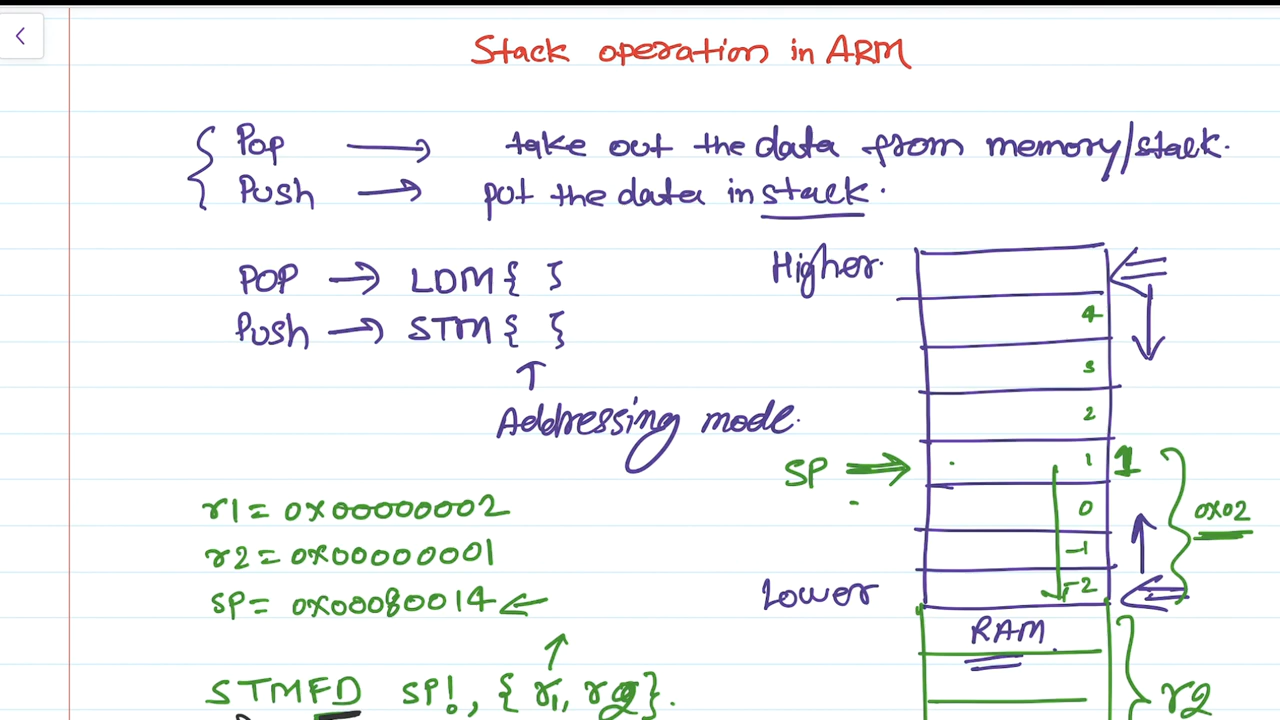 Stack operation in ARM
Pop → take out the data from memory/stack.
Push → put the data in stack.
POP → LDM { }
Push → STM { }
↑
Addressing mode.
Higher.
4
3
2
SP ⇒ 1 1
0
-1
Lower -2
0x02
RAM
r2
r1 = 0x00000002
r2 = 0x00000001
SP = 0x00080014 ←
↑
STMFD SP!, { r1, r2 }.